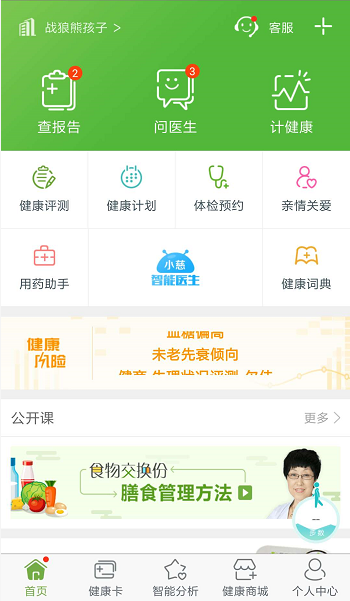 战狼熊孩子 >
客服
2
3
查报告
问医生
计健康
健康评测
健康计划
体检预约
亲情关爱
用药助手
小慈
智能医生
健康词典
健康
风险
血糖偏高
未老先衰倾向
公开课
更多 >
食物交换份
膳食管理方法
--
步数
首页
健康卡
智能分析
健康商城
个人中心